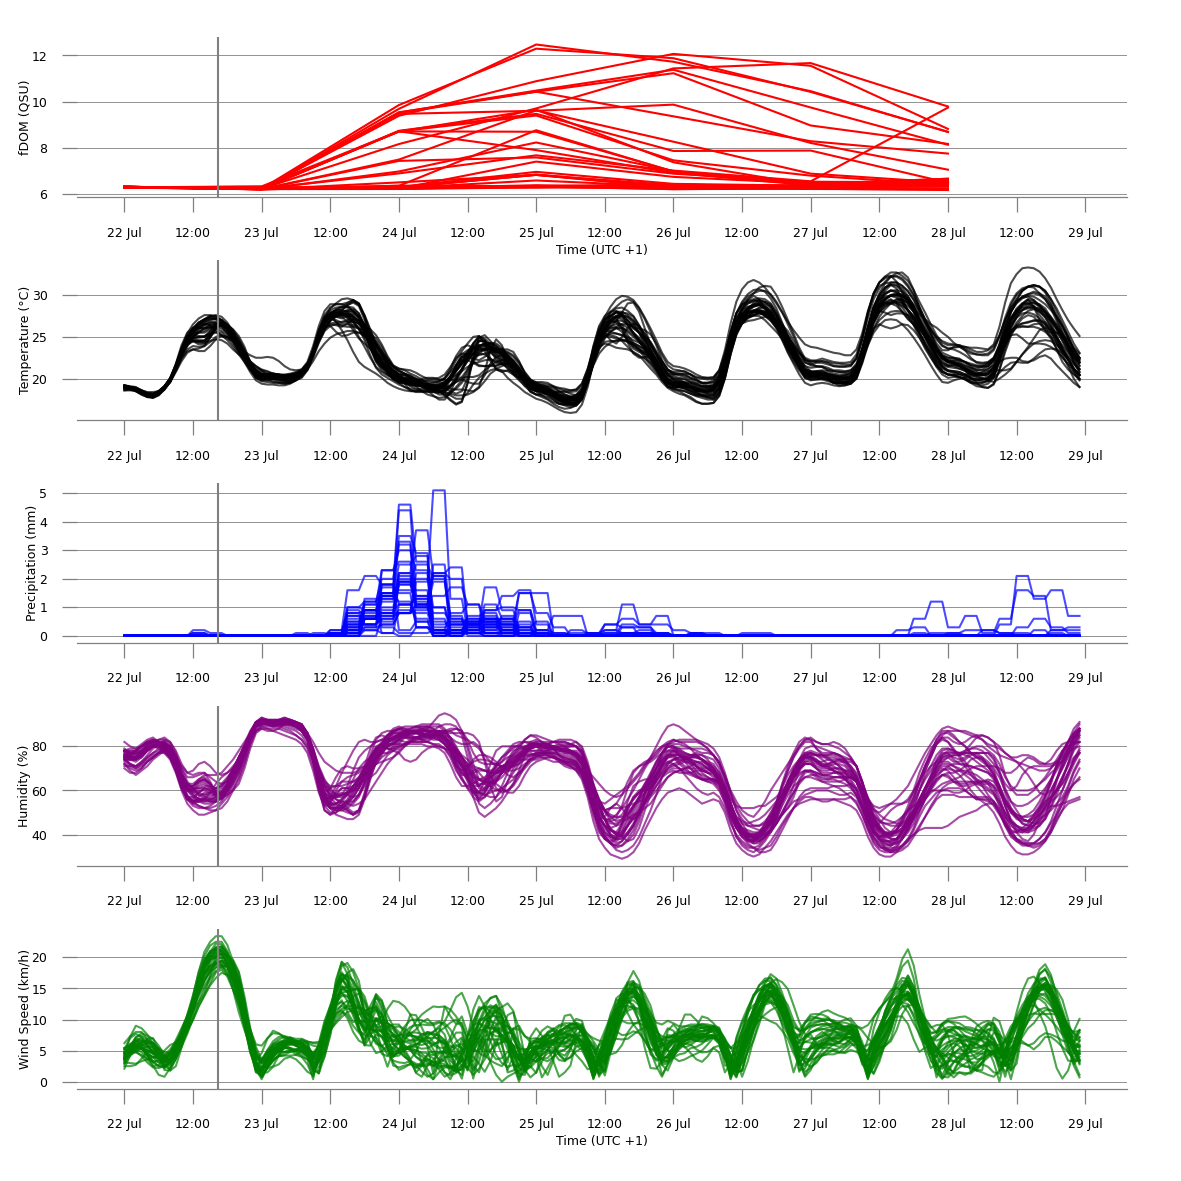 12
10
8
6
fDOM (QSU)
22 Jul 12:00 23 Jul 12:00 24 Jul 12:00 25 Jul 12:00 26 Jul 12:00 27 Jul 12:00 28 Jul 12:00 29 Jul
Time (UTC +1)
30
25
20
Temperature (°C)
22 Jul 12:00 23 Jul 12:00 24 Jul 12:00 25 Jul 12:00 26 Jul 12:00 27 Jul 12:00 28 Jul 12:00 29 Jul
5
4
3
2
1
0
Precipitation (mm)
22 Jul 12:00 23 Jul 12:00 24 Jul 12:00 25 Jul 12:00 26 Jul 12:00 27 Jul 12:00 28 Jul 12:00 29 Jul
80
60
40
Humidity (%)
22 Jul 12:00 23 Jul 12:00 24 Jul 12:00 25 Jul 12:00 26 Jul 12:00 27 Jul 12:00 28 Jul 12:00 29 Jul
20
15
10
5
0
Wind Speed (km/h)
22 Jul 12:00 23 Jul 12:00 24 Jul 12:00 25 Jul 12:00 26 Jul 12:00 27 Jul 12:00 28 Jul 12:00 29 Jul
Time (UTC +1)